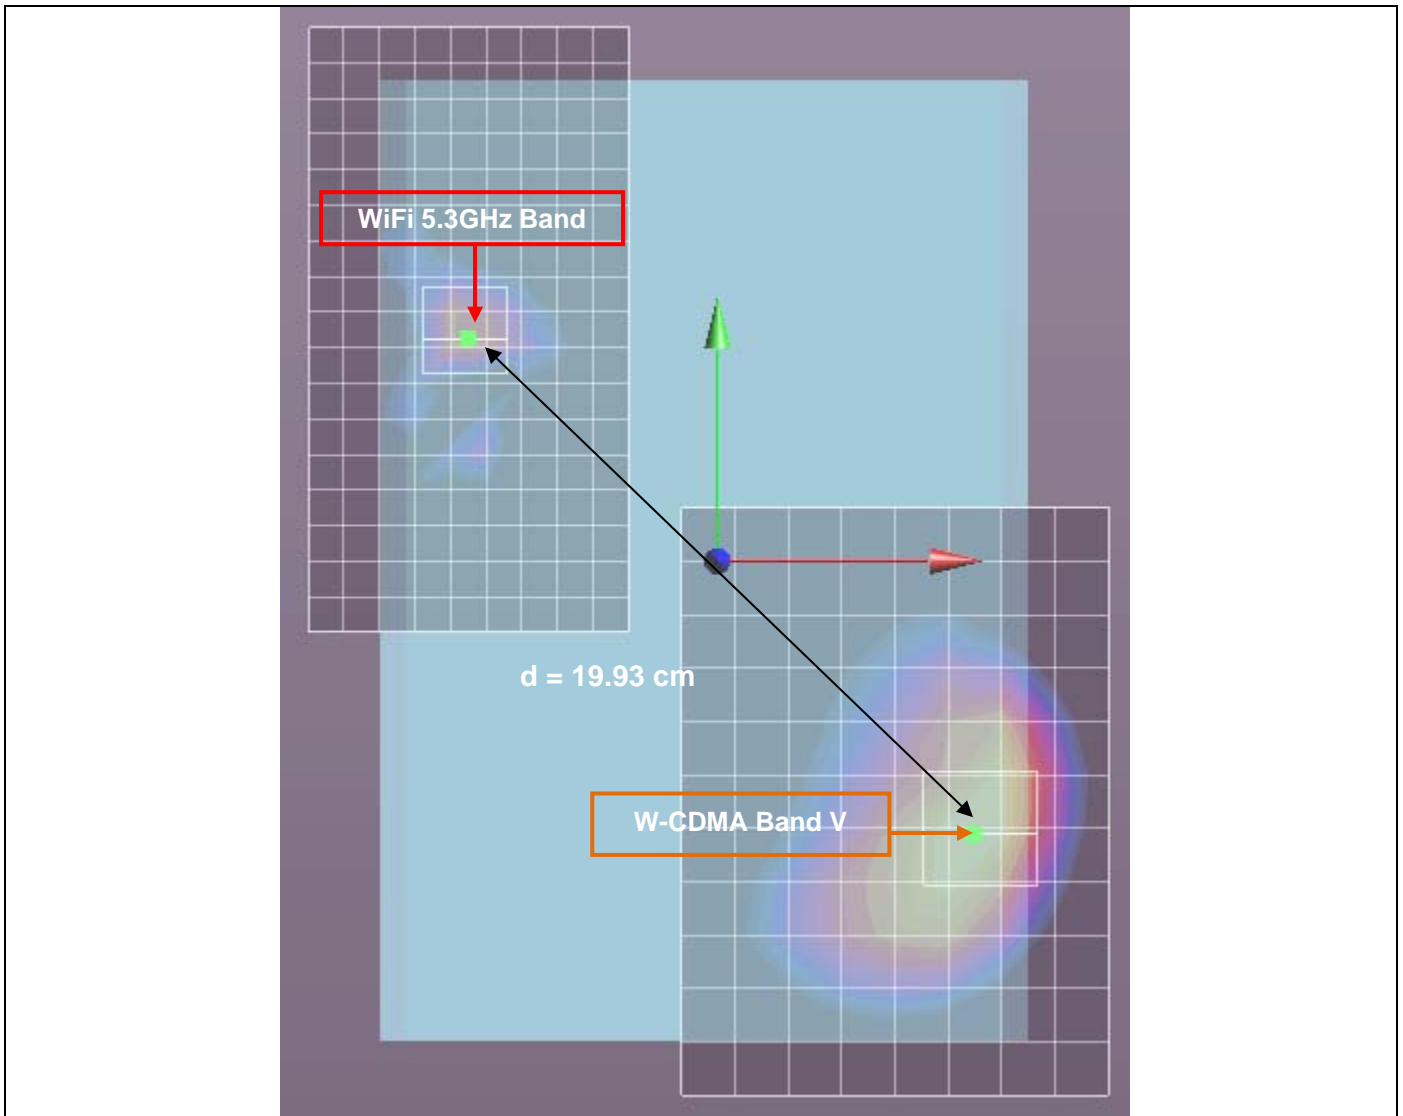 WiFi 5.3GHz Band
d = 19.93 cm
W-CDMA Band V